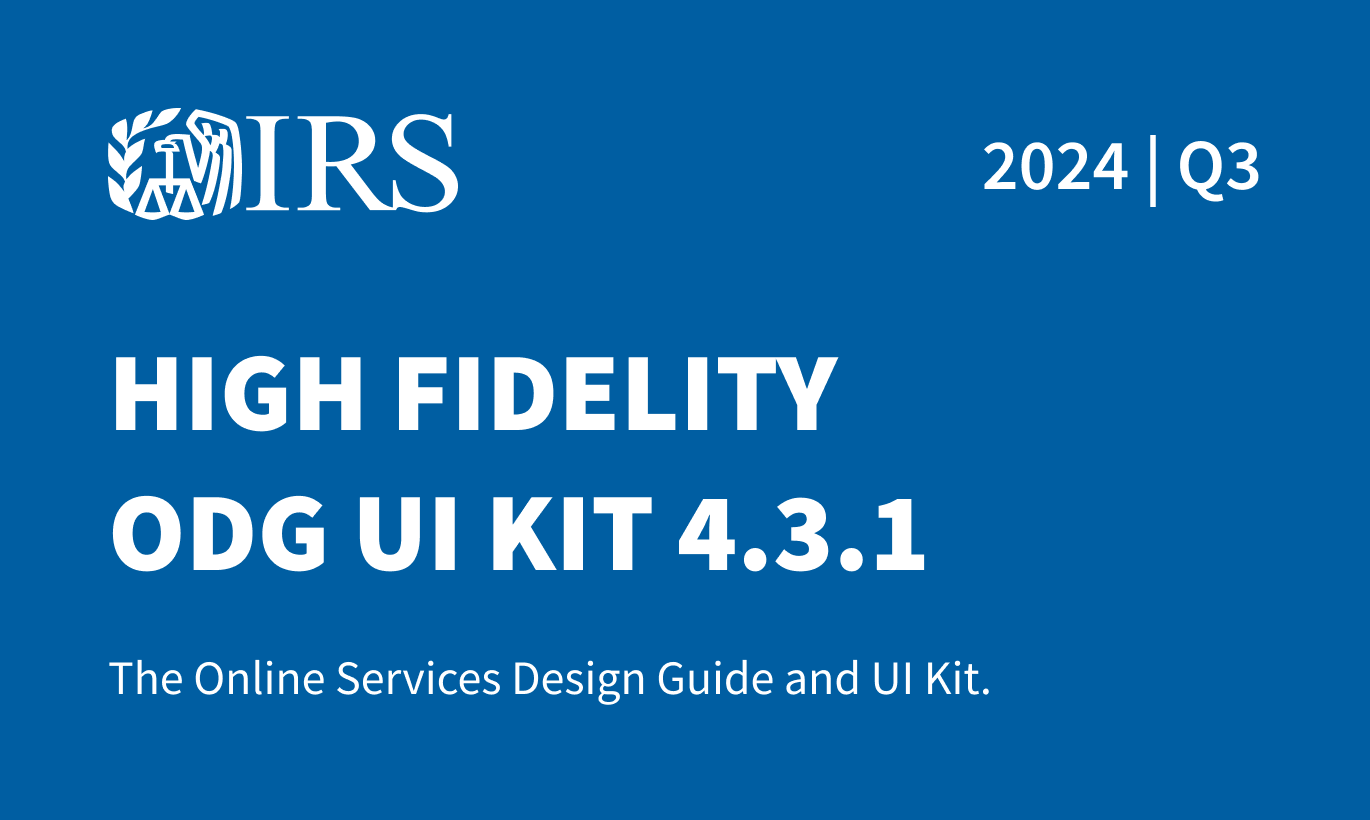 IRS
2024 | Q3
HIGH FIDELITY
ODG UI KIT 4.3.1
The Online Services Design Guide and UI Kit.